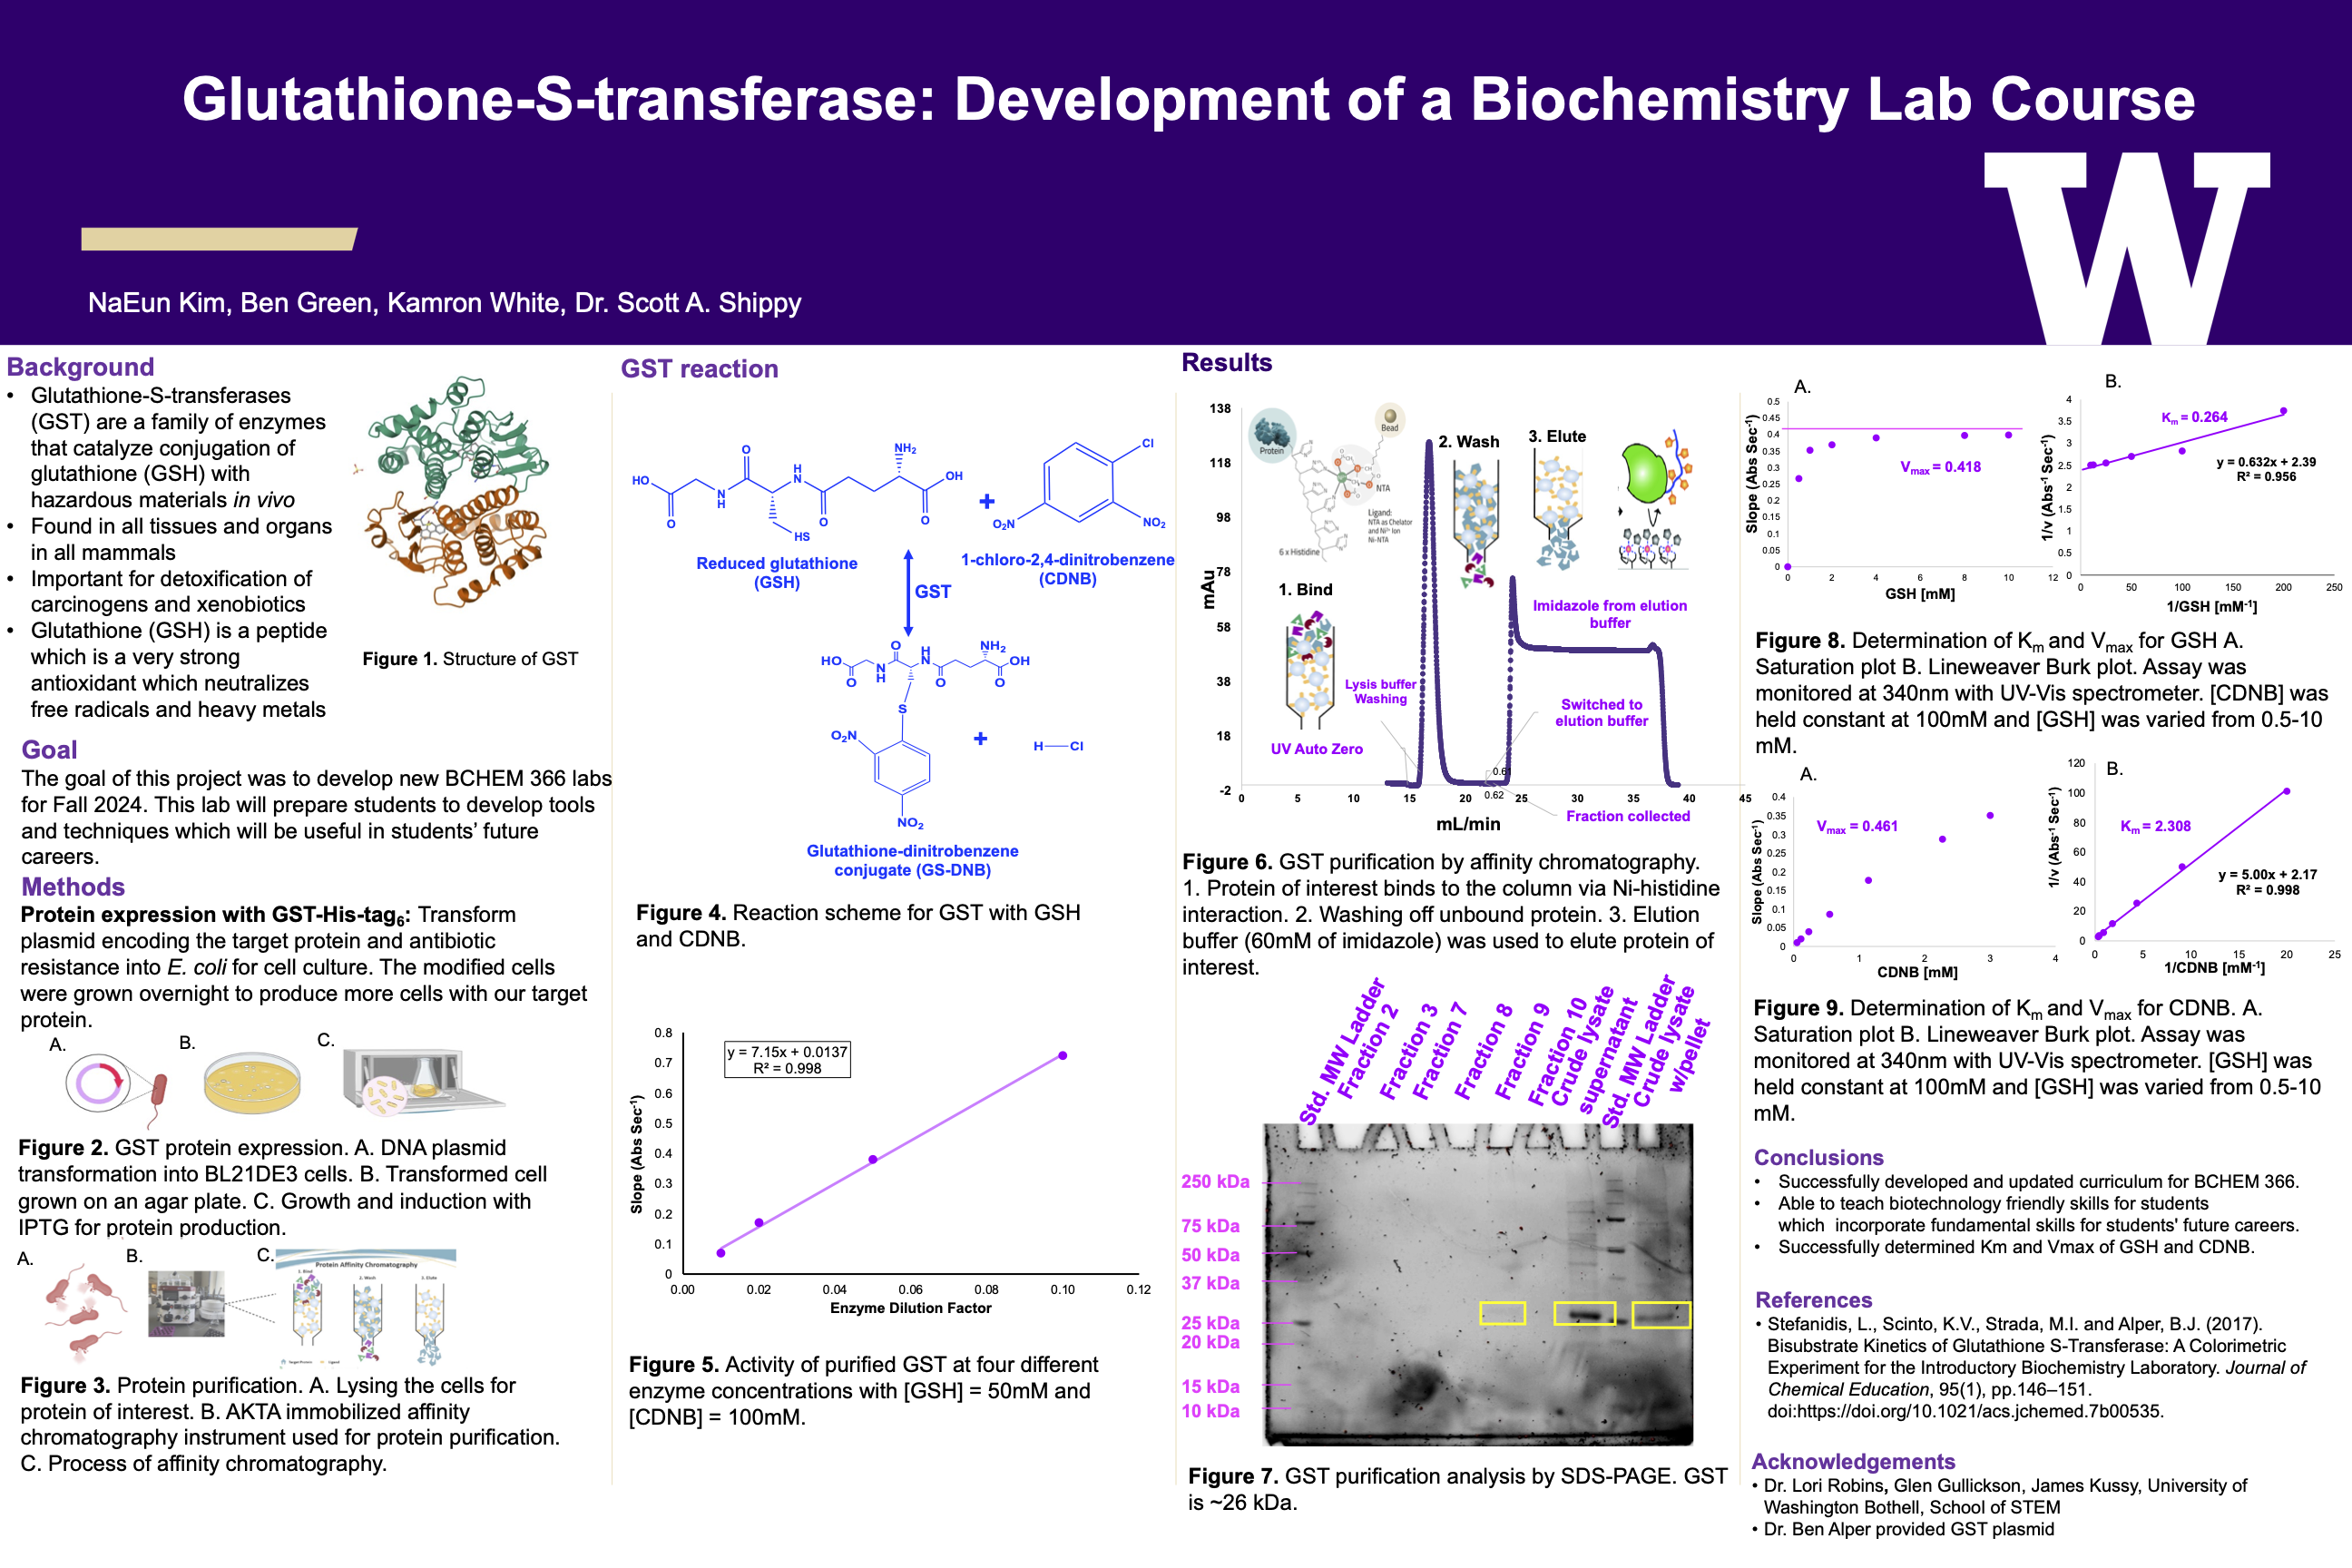 Glutathione-S-transferase: Development of a Biochemistry Lab Course
W
NaEun Kim, Ben Green, Kamron White, Dr. Scott A. Shippy
Background
• Glutathione-S-transferases
(GST) are a family of enzymes
that catalyze conjugation of
glutathione (GSH) with
hazardous materials in vivo
• Found in all tissues and organs
in all mammals
• Important for detoxification of
carcinogens and xenobiotics
• Glutathione (GSH) is a peptide
which is a very strong
antioxidant which neutralizes
free radicals and heavy metals
Figure 1. Structure of GST
Goal
The goal of this project was to develop new BCHEM 366 labs
for Fall 2024. This lab will prepare students to develop tools
and techniques which will be useful in students’ future
careers.
Methods
Protein expression with GST-His-tag6: Transform
plasmid encoding the target protein and antibiotic
resistance into E. coli for cell culture. The modified cells
were grown overnight to produce more cells with our target
protein.
A.
B.
C.
Figure 2. GST protein expression. A. DNA plasmid
transformation into BL21DE3 cells. B. Transformed cell
grown on an agar plate. C. Growth and induction with
IPTG for protein production.
A.
B.
C.
Protein Affinity Chromatography
1. Bind
2. Wash
3. Elute
Target Protein
Ligand
Figure 3. Protein purification. A. Lysing the cells for
protein of interest. B. AKTA immobilized affinity
chromatography instrument used for protein purification.
C. Process of affinity chromatography.
GST reaction
HO
O
N
H
O
H
N
HS
O
NH2
O
OH
+
Cl
O2N
NO2
Reduced glutathione
(GSH)
1-chloro-2,4-dinitrobenzene
(CDNB)
GST
HO
O
N
H
O
H
N
O
NH2
O
OH
S
O2N
NO2
+
H—Cl
Glutathione-dinitrobenzene
conjugate (GS-DNB)
Figure 4. Reaction scheme for GST with GSH
and CDNB.
0.8
0.7
0.6
0.5
0.4
0.3
0.2
0.1
0
y = 7.15x + 0.0137
R² = 0.998
Slope (Abs Sec-1)
0.00 0.02 0.04 0.06 0.08 0.10 0.12
Enzyme Dilution Factor
Figure 5. Activity of purified GST at four different
enzyme concentrations with [GSH] = 50mM and
[CDNB] = 100mM.
Results
138
118
98
78
58
38
18
-2
mAu
Protein
Bead
NTA
Ligand:
NTA as Chelator
and Ni2+ Ion
Ni-NTA
6 x Histidine
1. Bind
2. Wash
3. Elute
Imidazole from elution
buffer
Lysis buffer
Washing
Switched to
elution buffer
UV Auto Zero
0.61
0.62
Fraction collected
0 5 10 15 20 25 30 35 40 45
mL/min
Figure 6. GST purification by affinity chromatography.
1. Protein of interest binds to the column via Ni-histidine
interaction. 2. Washing off unbound protein. 3. Elution
buffer (60mM of imidazole) was used to elute protein of
interest.
Std. MW Ladder
Fraction 2
Fraction 3
Fraction 7
Fraction 8
Fraction 9
Fraction 10
Crude lysate
supernatant
Std. MW Ladder
Crude lysate
w/pellet
250 kDa
75 kDa
50 kDa
37 kDa
25 kDa
20 kDa
15 kDa
10 kDa
Figure 7. GST purification analysis by SDS-PAGE. GST
is ~26 kDa.
A.
0.5
0.45
0.4
0.35
0.3
0.25
0.2
0.15
0.1
0.05
0
Slope (Abs Sec-1)
Vmax = 0.418
0 2 4 6 8 10 12
GSH [mM]
B.
4
3.5
3
2.5
2
1.5
1
0.5
0
1/v (Abs-1 Sec-1)
Km = 0.264
y = 0.632x + 2.39
R² = 0.956
0 50 100 150 200 250
1/GSH [mM-1]
Figure 8. Determination of Km and Vmax for GSH A.
Saturation plot B. Lineweaver Burk plot. Assay was
monitored at 340nm with UV-Vis spectrometer. [CDNB] was
held constant at 100mM and [GSH] was varied from 0.5-10
mM.
A.
0.4
0.35
0.3
0.25
0.2
0.15
0.1
0.05
0
Slope (Abs Sec-1)
Vmax = 0.461
0 1 2 3 4
CDNB [mM]
B.
120
100
80
60
40
20
0
1/v (Abs-1 Sec-1)
Km = 2.308
y = 5.00x + 2.17
R² = 0.998
0 5 10 15 20 25
1/CDNB [mM-1]
Figure 9. Determination of Km and Vmax for CDNB. A.
Saturation plot B. Lineweaver Burk plot. Assay was
monitored at 340nm with UV-Vis spectrometer. [GSH] was
held constant at 100mM and [GSH] was varied from 0.5-10
mM.
Conclusions
• Successfully developed and updated curriculum for BCHEM 366.
• Able to teach biotechnology friendly skills for students
which incorporate fundamental skills for students' future careers.
• Successfully determined Km and Vmax of GSH and CDNB.
References
• Stefanidis, L., Scinto, K.V., Strada, M.I. and Alper, B.J. (2017).
Bisubstrate Kinetics of Glutathione S-Transferase: A Colorimetric
Experiment for the Introductory Biochemistry Laboratory. Journal of
Chemical Education, 95(1), pp.146–151.
doi:https://doi.org/10.1021/acs.jchemed.7b00535.
Acknowledgements
• Dr. Lori Robins, Glen Gullickson, James Kussy, University of
Washington Bothell, School of STEM
• Dr. Ben Alper provided GST plasmid